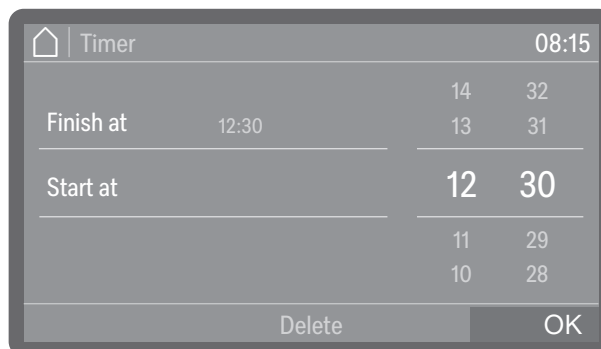 Timer 08:15
14 32
Finish at 12:30 13 31
Start at 12 30
11 29
10 28
Delete OK